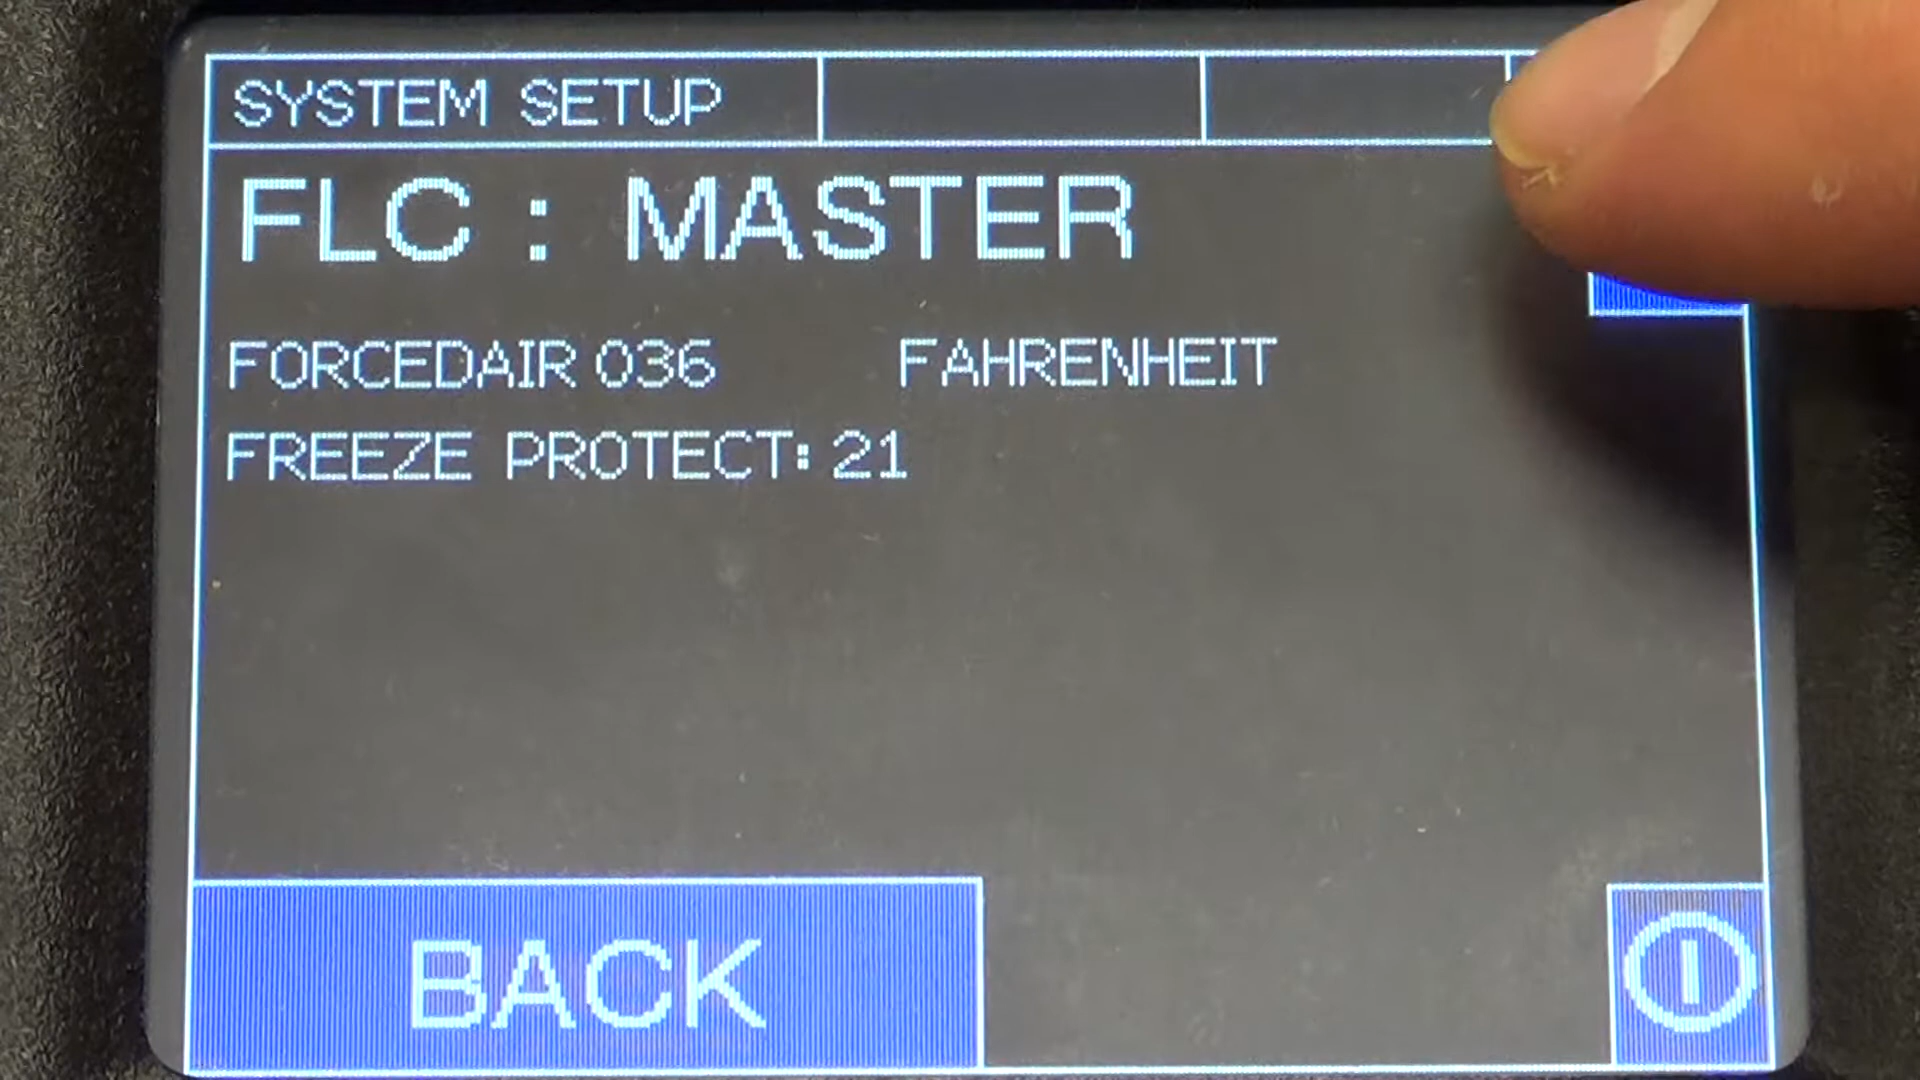 SYSTEM SETUP
FLC : MASTER
FORCEDAIR 036 FAHRENHEIT
FREEZE PROTECT: 21
BACK